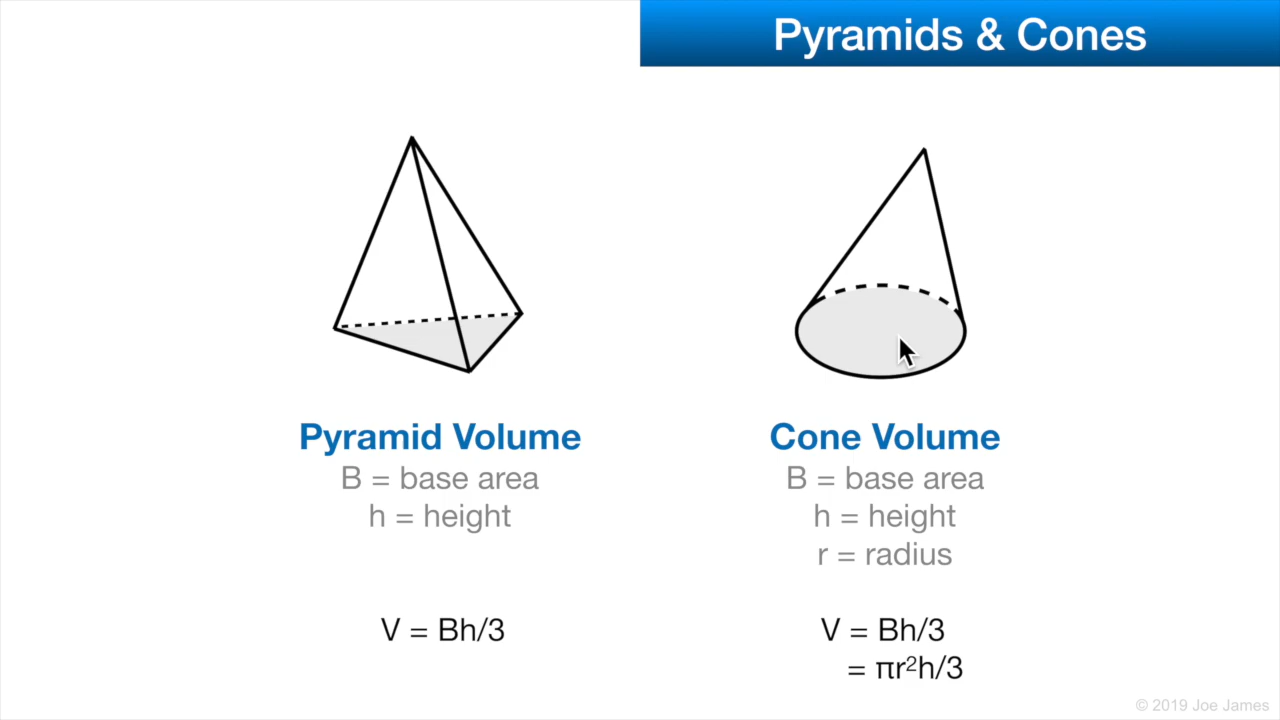 Pyramids & Cones
Pyramid Volume
B = base area
h = height
V = Bh/3
Cone Volume
B = base area
h = height
r = radius
V = Bh/3
= πr²h/3
© 2019 Joe James